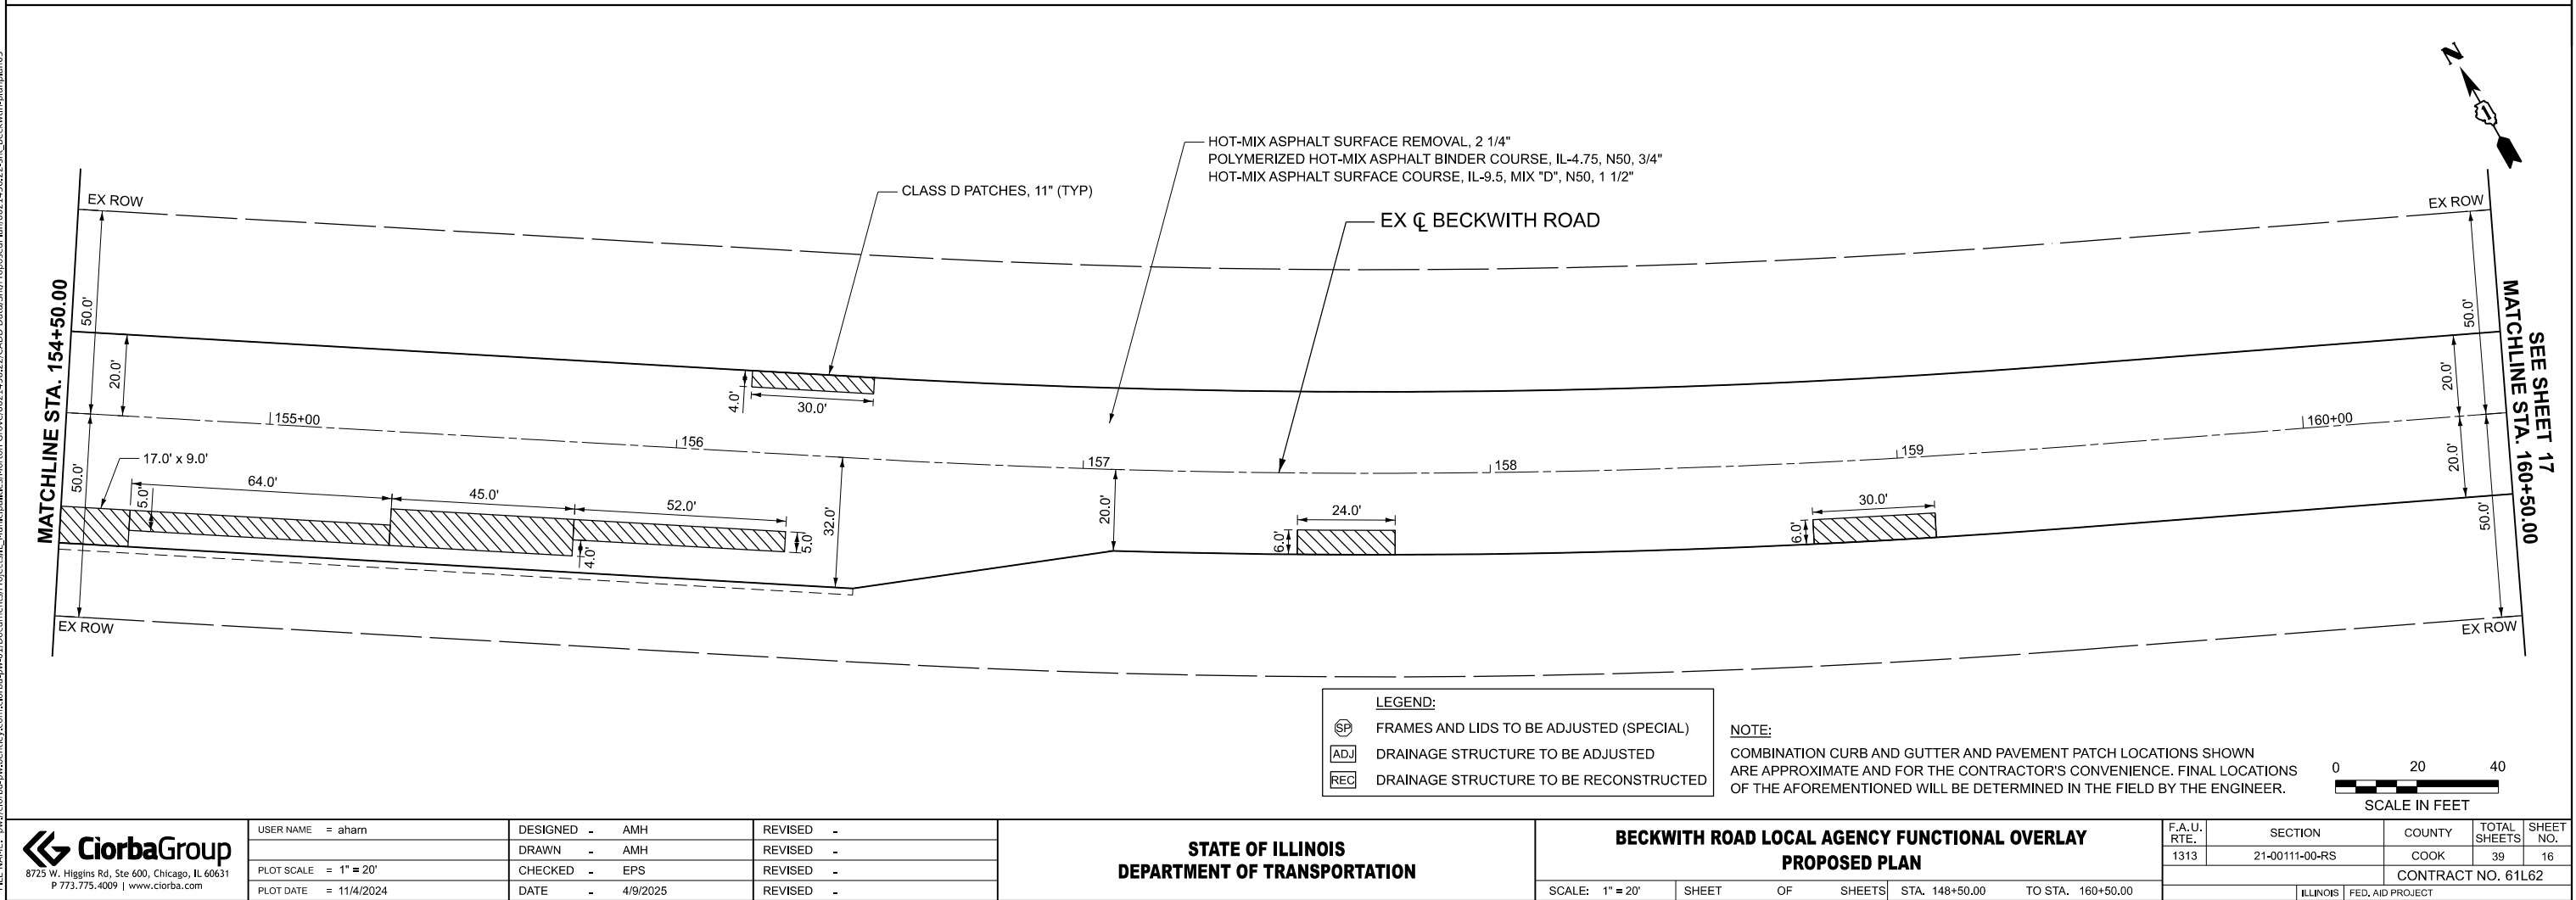 HOT-MIX ASPHALT SURFACE REMOVAL, 2 1/4"
POLYMERIZED HOT-MIX ASPHALT BINDER COURSE, IL-4.75, N50, 3/4"
HOT-MIX ASPHALT SURFACE COURSE, IL-9.5, MIX "D", N50, 1 1/2"
CLASS D PATCHES, 11" (TYP)
EX ℄ BECKWITH ROAD
N
EX ROW
EX ROW
MATCHLINE STA. 154+50.00
50.0'
20.0'
50.0'
155+00
156
157
158
159
160+00
4.0'
30.0'
17.0' x 9.0'
5.0'
64.0'
45.0'
52.0'
4.0'
5.0'
32.0'
20.0'
6.0'
24.0'
6.0'
30.0'
50.0'
20.0'
20.0'
50.0'
MATCHLINE STA. 160+50.00
SEE SHEET 17
EX ROW
EX ROW
LEGEND:
SP FRAMES AND LIDS TO BE ADJUSTED (SPECIAL)
ADJ DRAINAGE STRUCTURE TO BE ADJUSTED
REC DRAINAGE STRUCTURE TO BE RECONSTRUCTED
NOTE:
COMBINATION CURB AND GUTTER AND PAVEMENT PATCH LOCATIONS SHOWN
ARE APPROXIMATE AND FOR THE CONTRACTOR'S CONVENIENCE. FINAL LOCATIONS
OF THE AFOREMENTIONED WILL BE DETERMINED IN THE FIELD BY THE ENGINEER.
0 20 40
SCALE IN FEET
CiorbaGroup
8725 W. Higgins Rd, Ste 600, Chicago, IL 60631
P 773.775.4009 | www.ciorba.com
USER NAME = aharn
PLOT SCALE = 1" = 20'
PLOT DATE = 11/4/2024
DESIGNED - AMH
DRAWN - AMH
CHECKED - EPS
DATE - 4/9/2025
REVISED -
REVISED -
REVISED -
REVISED -
STATE OF ILLINOIS
DEPARTMENT OF TRANSPORTATION
BECKWITH ROAD LOCAL AGENCY FUNCTIONAL OVERLAY
PROPOSED PLAN
SCALE: 1" = 20' SHEET OF SHEETS STA. 148+50.00 TO STA. 160+50.00
F.A.U. RTE. SECTION COUNTY TOTAL SHEETS SHEET NO.
1313 21-00111-00-RS COOK 39 16
CONTRACT NO. 61L62
ILLINOIS FED. AID PROJECT